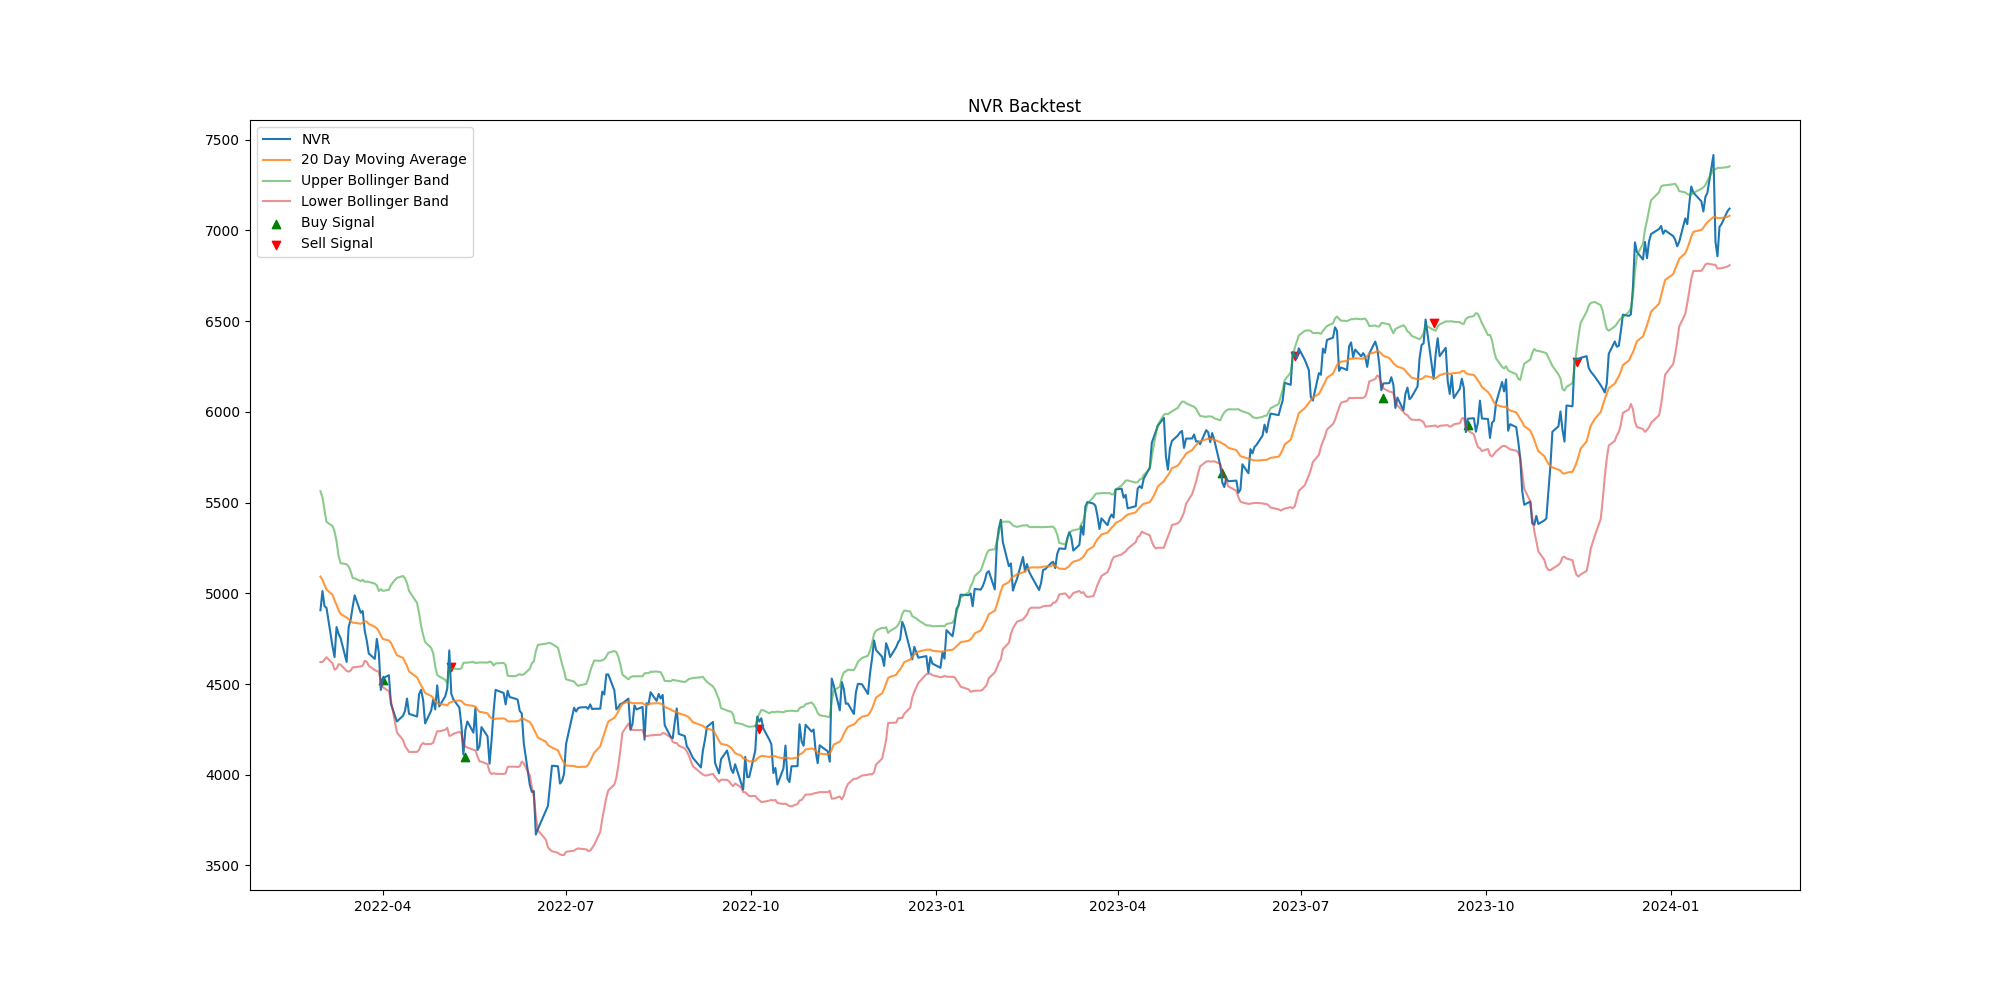 NVR Backtest
NVR
20 Day Moving Average
Upper Bollinger Band
Lower Bollinger Band
Buy Signal
Sell Signal
7500
7000
6500
6000
5500
5000
4500
4000
3500
2022-04
2022-07
2022-10
2023-01
2023-04
2023-07
2023-10
2024-01